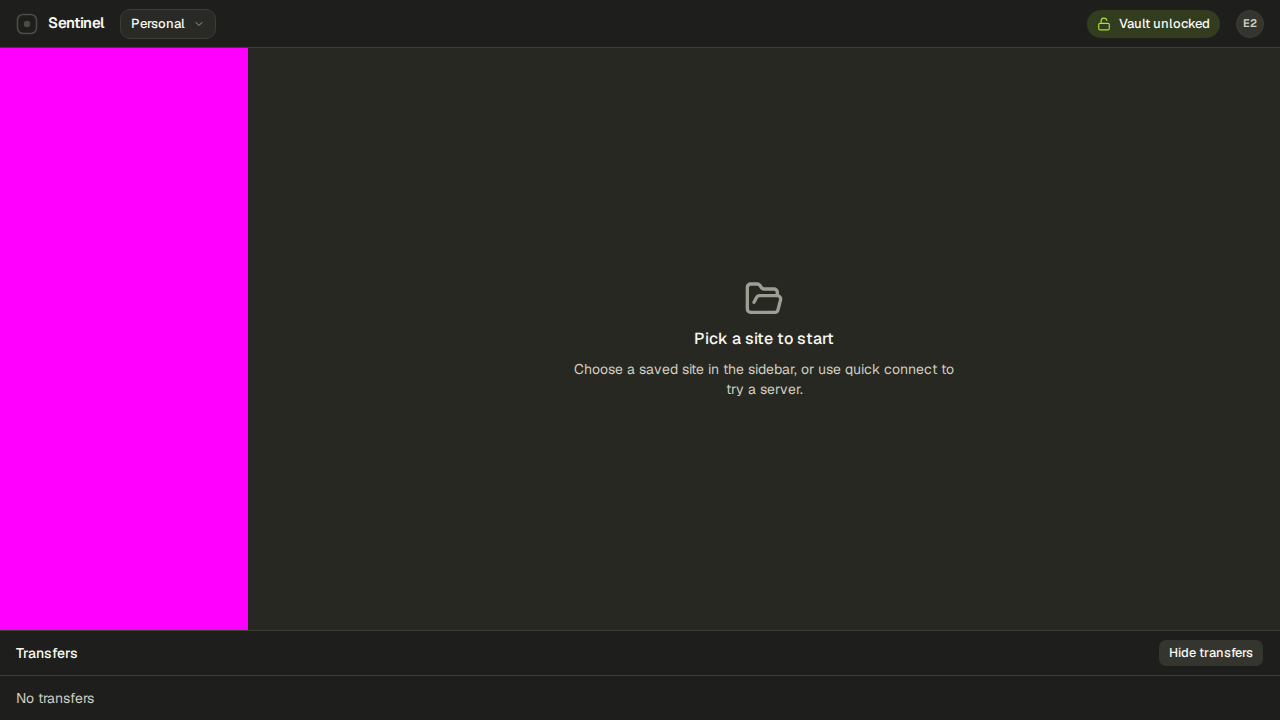 Sentinel
Personal
Vault unlocked
E2
Pick a site to start
Choose a saved site in the sidebar, or use quick connect to
try a server.
Transfers
Hide transfers
No transfers